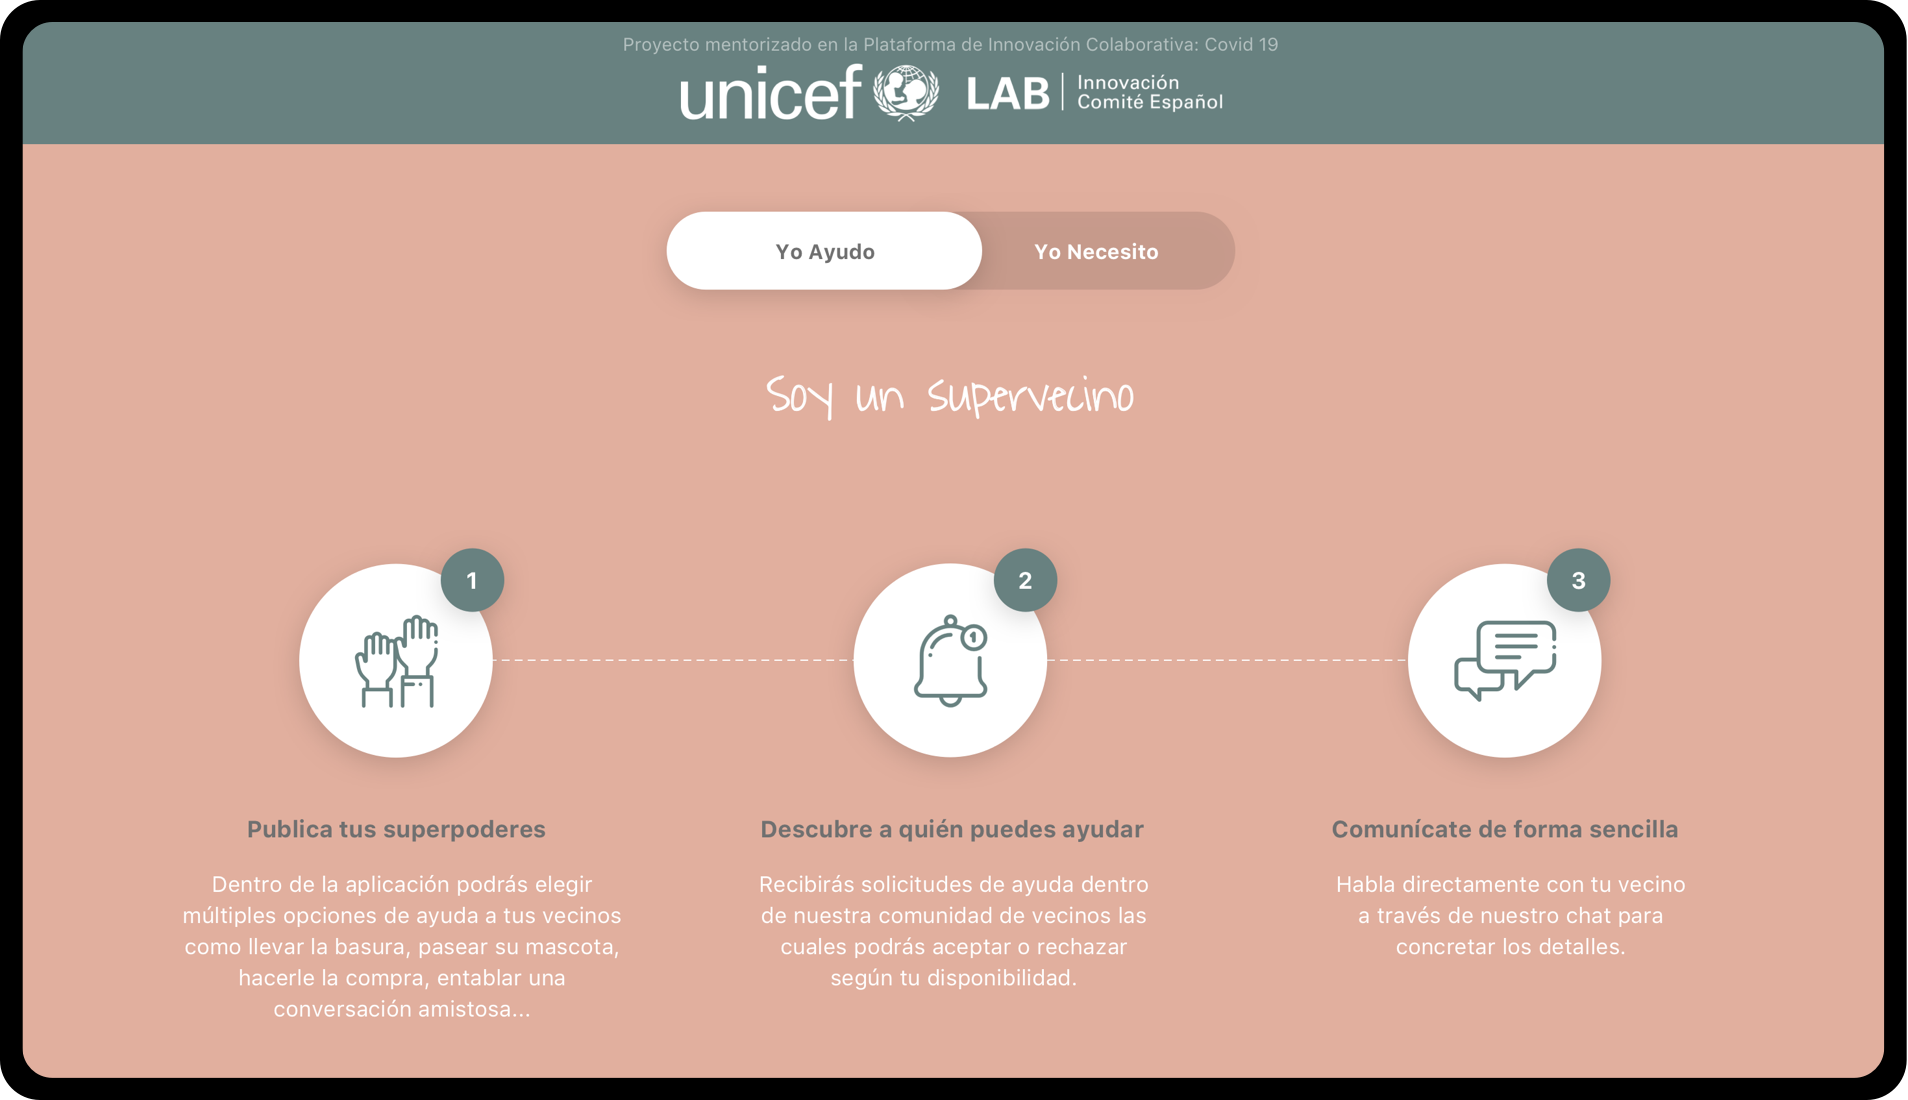 Proyecto mentorizado en la Plataforma de Innovación Colaborativa: Covid 19
unicef LAB Innovación
Comité Español
Yo Ayudo
Yo Necesito
Soy un supervecino
1
Publica tus superpoderes
Dentro de la aplicación podrás elegir
múltiples opciones de ayuda a tus vecinos
como llevar la basura, pasear su mascota,
hacerle la compra, entablar una
conversación amistosa...
2
1
Descubre a quién puedes ayudar
Recibirás solicitudes de ayuda dentro
de nuestra comunidad de vecinos las
cuales podrás aceptar o rechazar
según tu disponibilidad.
3
Comunícate de forma sencilla
Habla directamente con tu vecino
a través de nuestro chat para
concretar los detalles.